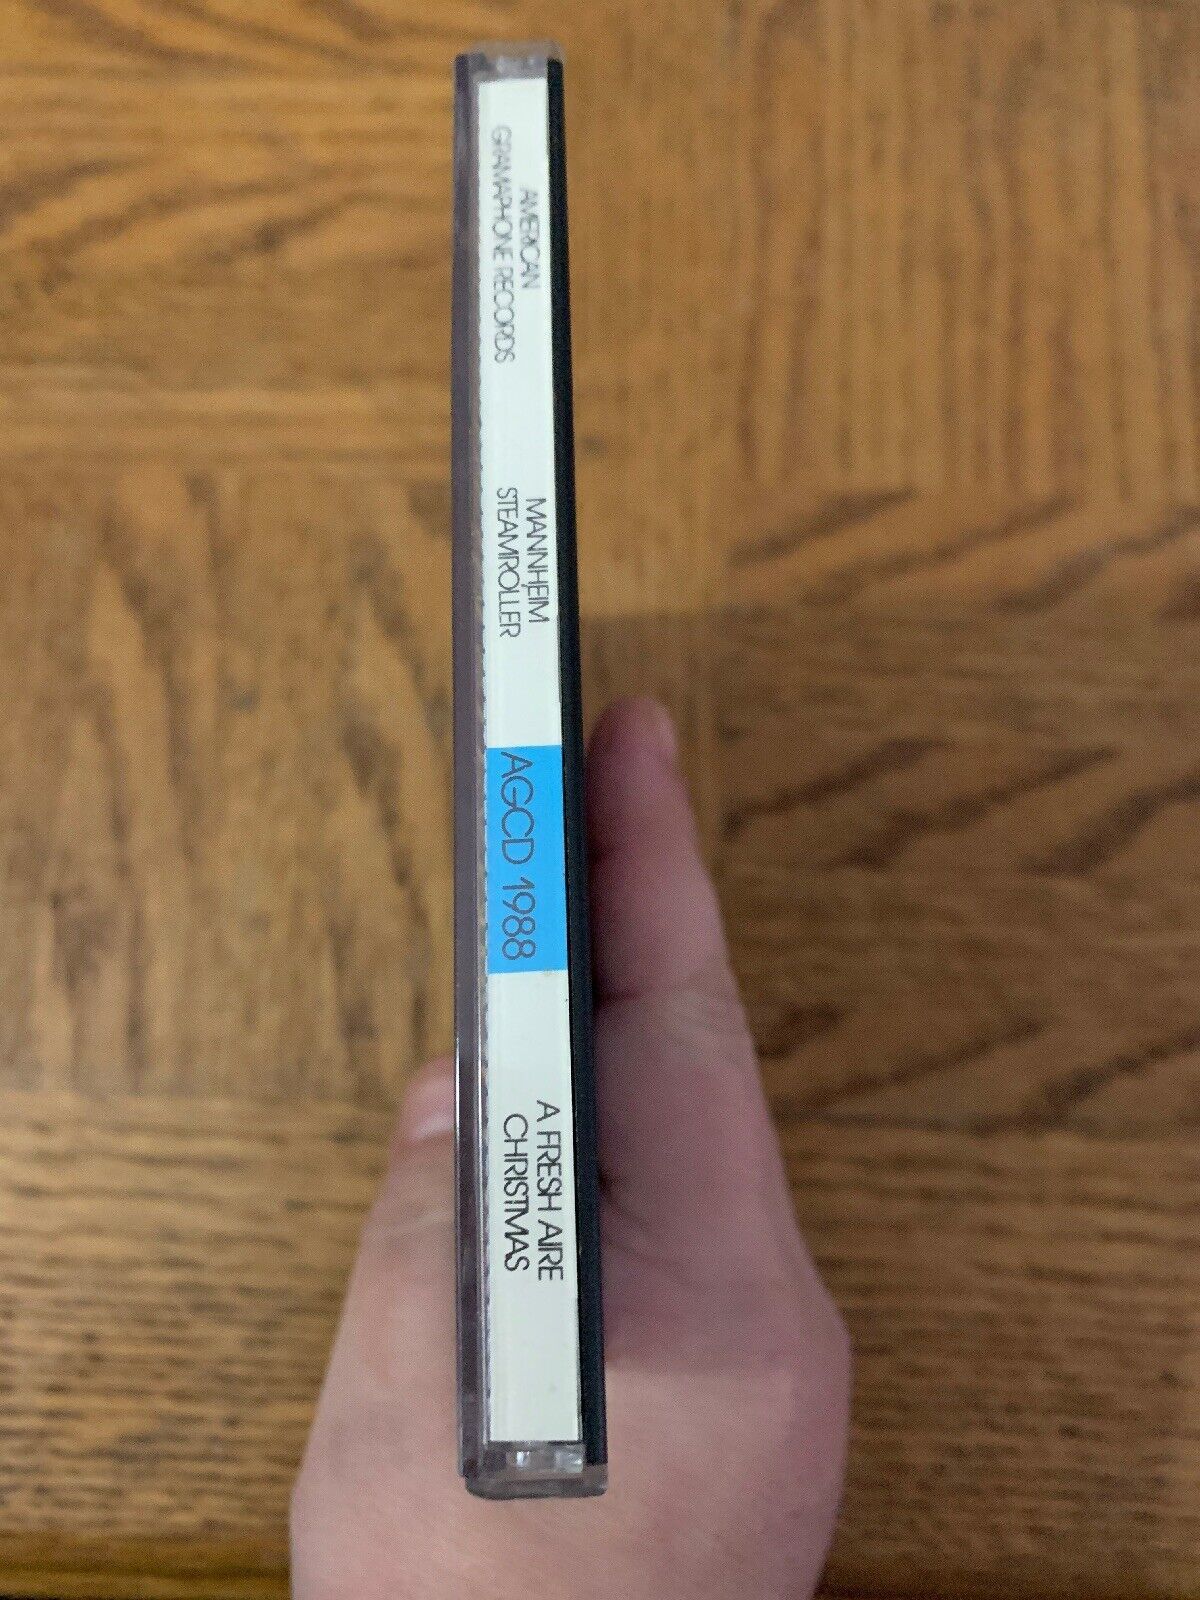 AMERICAN
GRAMAPHONE RECORDS
MANNHEIM
STEAMROLLER
AGCD 1988
A FRESH AIRE
CHRISTMAS